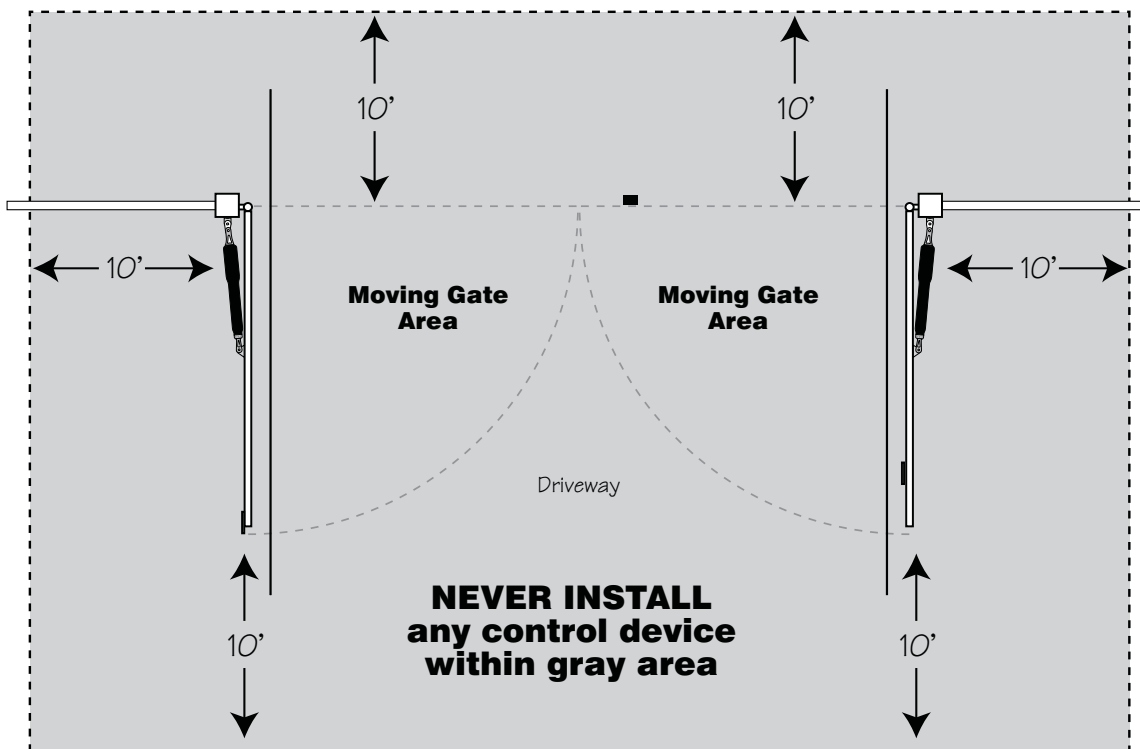 10’
10’
10’
10’
Moving Gate
Area
Moving Gate
Area
Driveway
NEVER INSTALL
any control device
within gray area
10’
10’